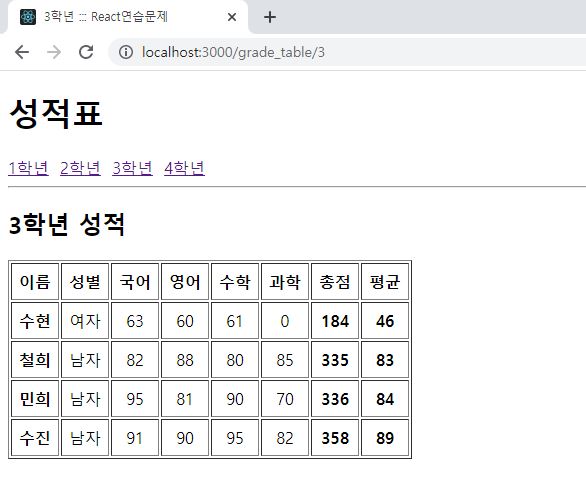 3학년 ::: React연습문제
localhost:3000/grade_table/3
성적표
1학년 2학년 3학년 4학년
3학년 성적
이름 성별 국어 영어 수학 과학 총점 평균
수현 여자 63 60 61 0 184 46
철희 남자 82 88 80 85 335 83
민희 남자 95 81 90 70 336 84
수진 남자 91 90 95 82 358 89